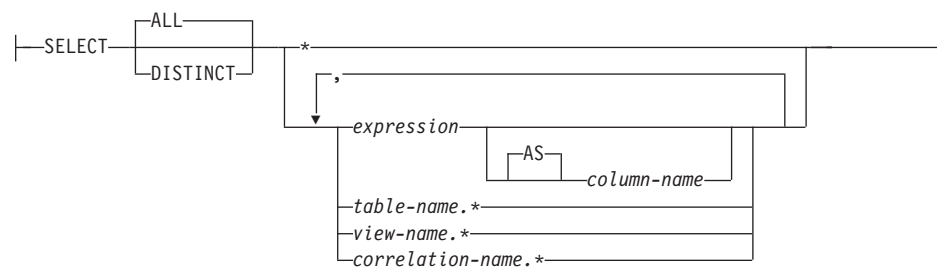 ALL
SELECT *
DISTINCT
,
expression
AS
column-name
table-name.*
view-name.*
correlation-name.*